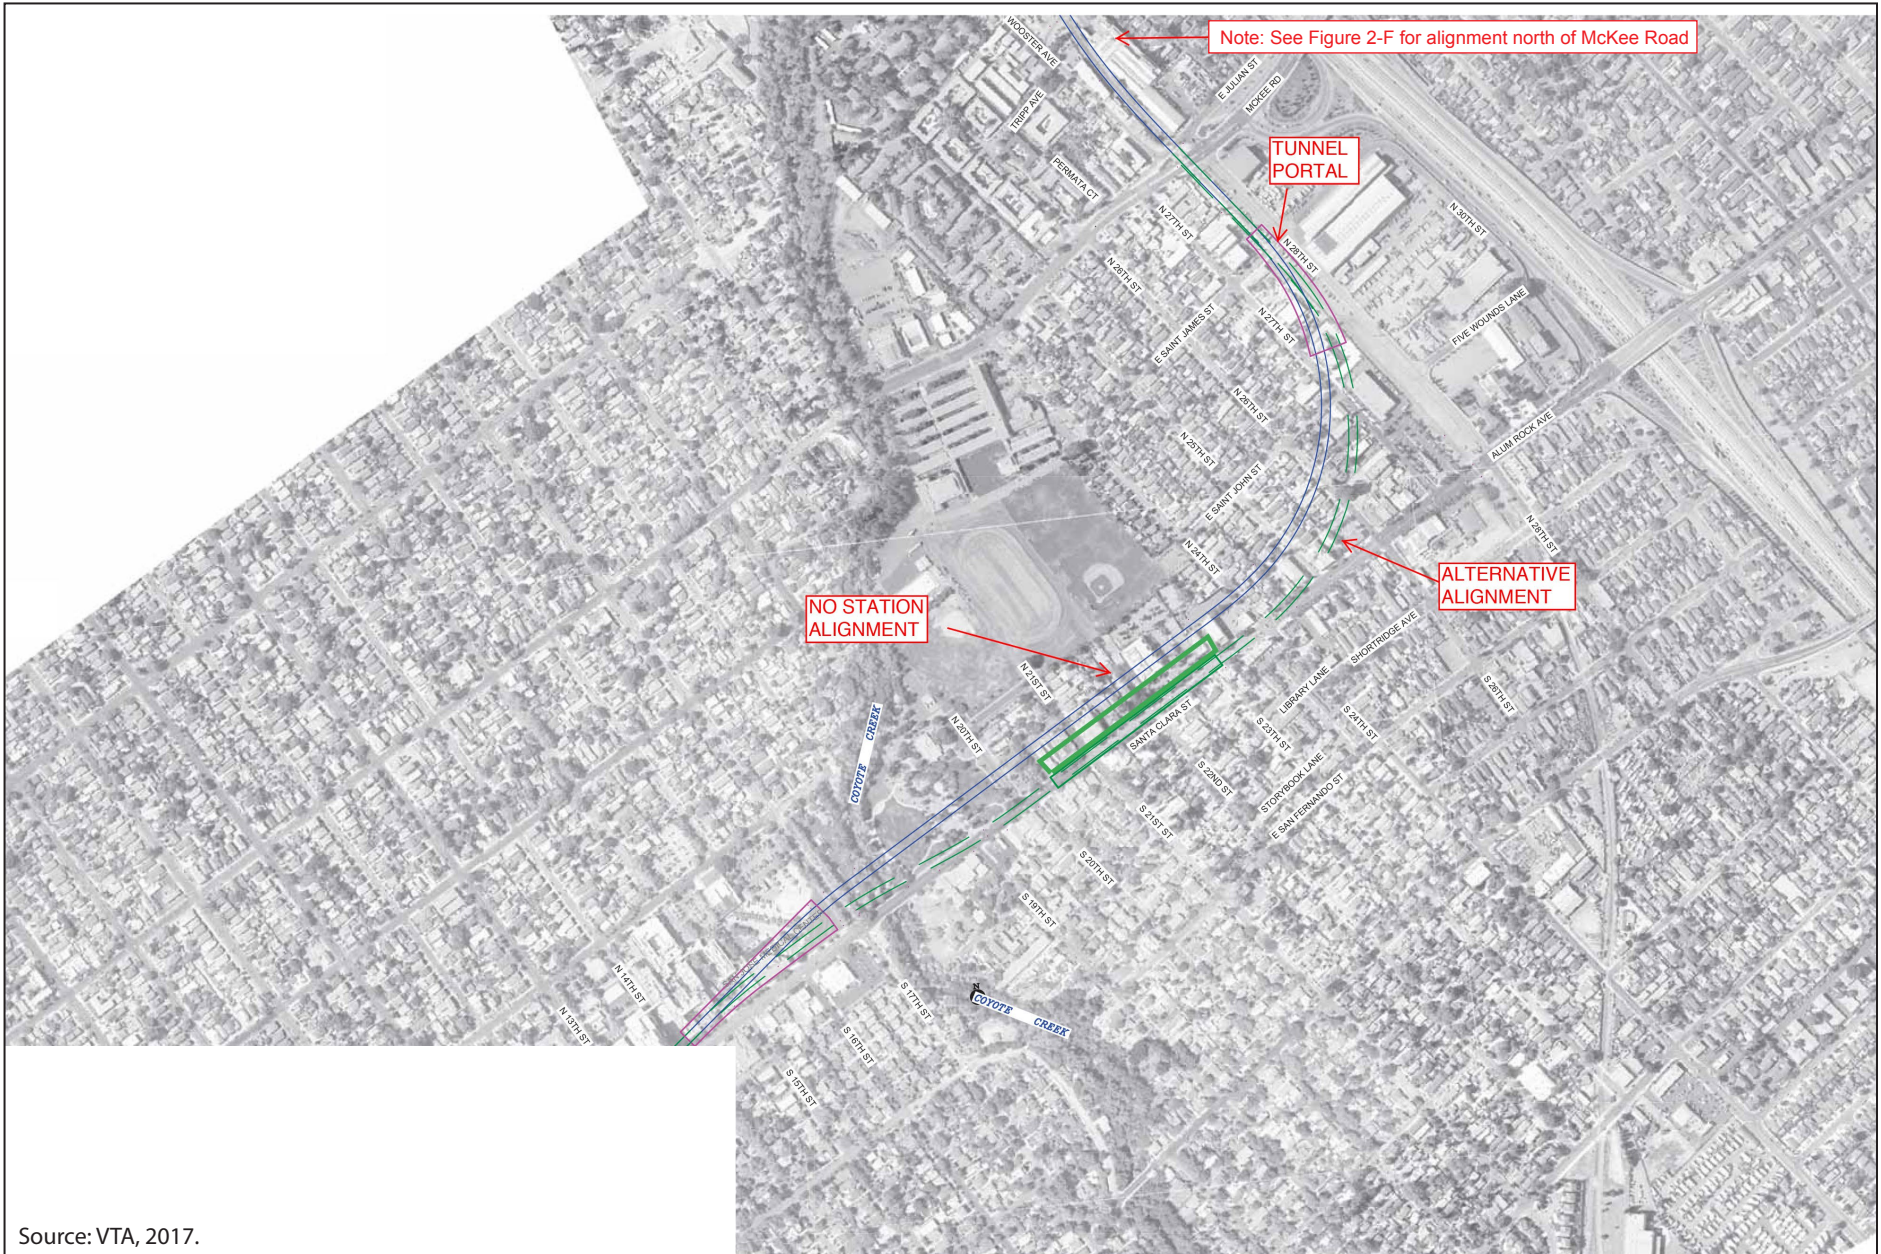 WOOSTER AVE
Note: See Figure 2-F for alignment north of McKee Road
E JULIAN ST
MCKEE RD
TRIPP AVE
TUNNEL
PORTAL
PERMATA CT
N 27TH ST
N 30TH ST
N 28TH ST
N 26TH ST
E SAINT JAMES ST
N 27TH ST
FIVE WOUNDS LANE
N 26TH ST
ALUM ROCK AVE
N 25TH ST
E SAINT JOHN ST
N 28TH ST
N 24TH ST
ALTERNATIVE
ALIGNMENT
NO STATION
ALIGNMENT
SHORTRIDGE AVE
N 21ST ST
LIBRARY LANE
S 26TH ST
N 20TH ST
SANTA CLARA ST
S 23TH ST
S 24TH ST
COYOTE CREEK
S 22ND ST
STORYBOOK LANE
E SAN FERNANDO ST
S 21ST ST
S 20TH ST
S 19TH ST
N 14TH ST
S 17TH ST
COYOTE CREEK
N 13TH ST
S 16TH ST
S 15TH ST
Source: VTA, 2017.